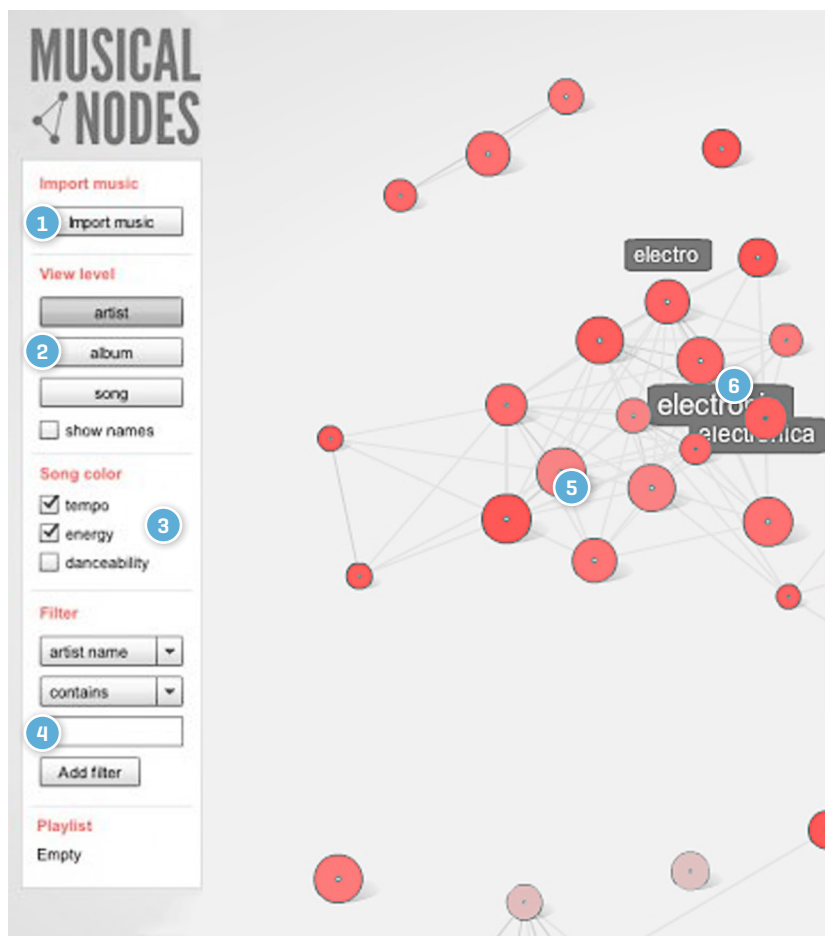 MUSICAL
NODES
Import music
1
Import music
View level
artist
2
album
song
show names
Song color
tempo
energy
3
danceability
Filter
artist name
contains
4
Add filter
Playlist
Empty
electro
6
electronic
electronica
5